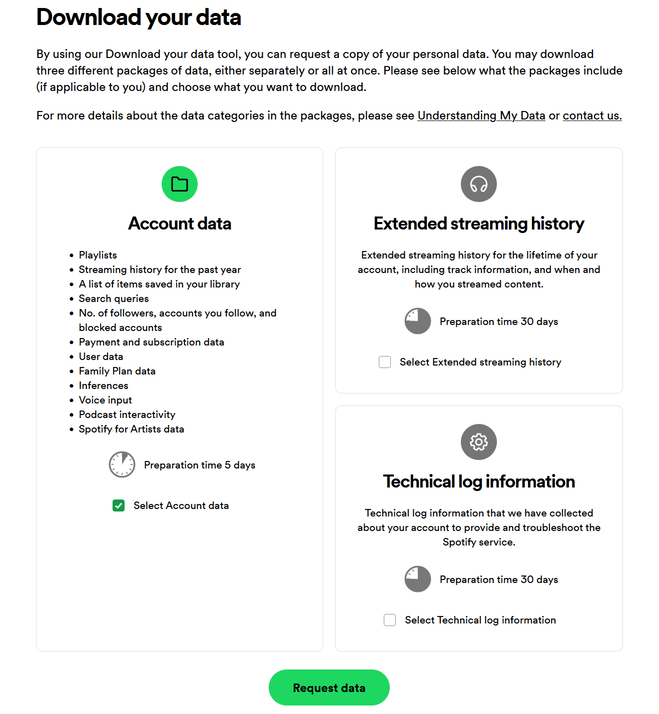 Download your data
By using our Download your data tool, you can request a copy of your personal data. You may download
three different packages of data, either separately or all at once. Please see below what the packages include
(if applicable to you) and choose what you want to download.
For more details about the data categories in the packages, please see Understanding My Data or contact us.
Account data
Playlists
Streaming history for the past year
A list of items saved in your library
Search queries
No. of followers, accounts you follow, and
blocked accounts
Payment and subscription data
User data
Family Plan data
Inferences
Voice input
Podcast interactivity
Spotify for Artists data
Preparation time 5 days
Select Account data
Extended streaming history
Extended streaming history for the lifetime of your
account, including track information, and when and
how you streamed content.
Preparation time 30 days
Select Extended streaming history
Technical log information
Technical log information that we have collected
about your account to provide and troubleshoot the
Spotify service.
Preparation time 30 days
Select Technical log information
Request data